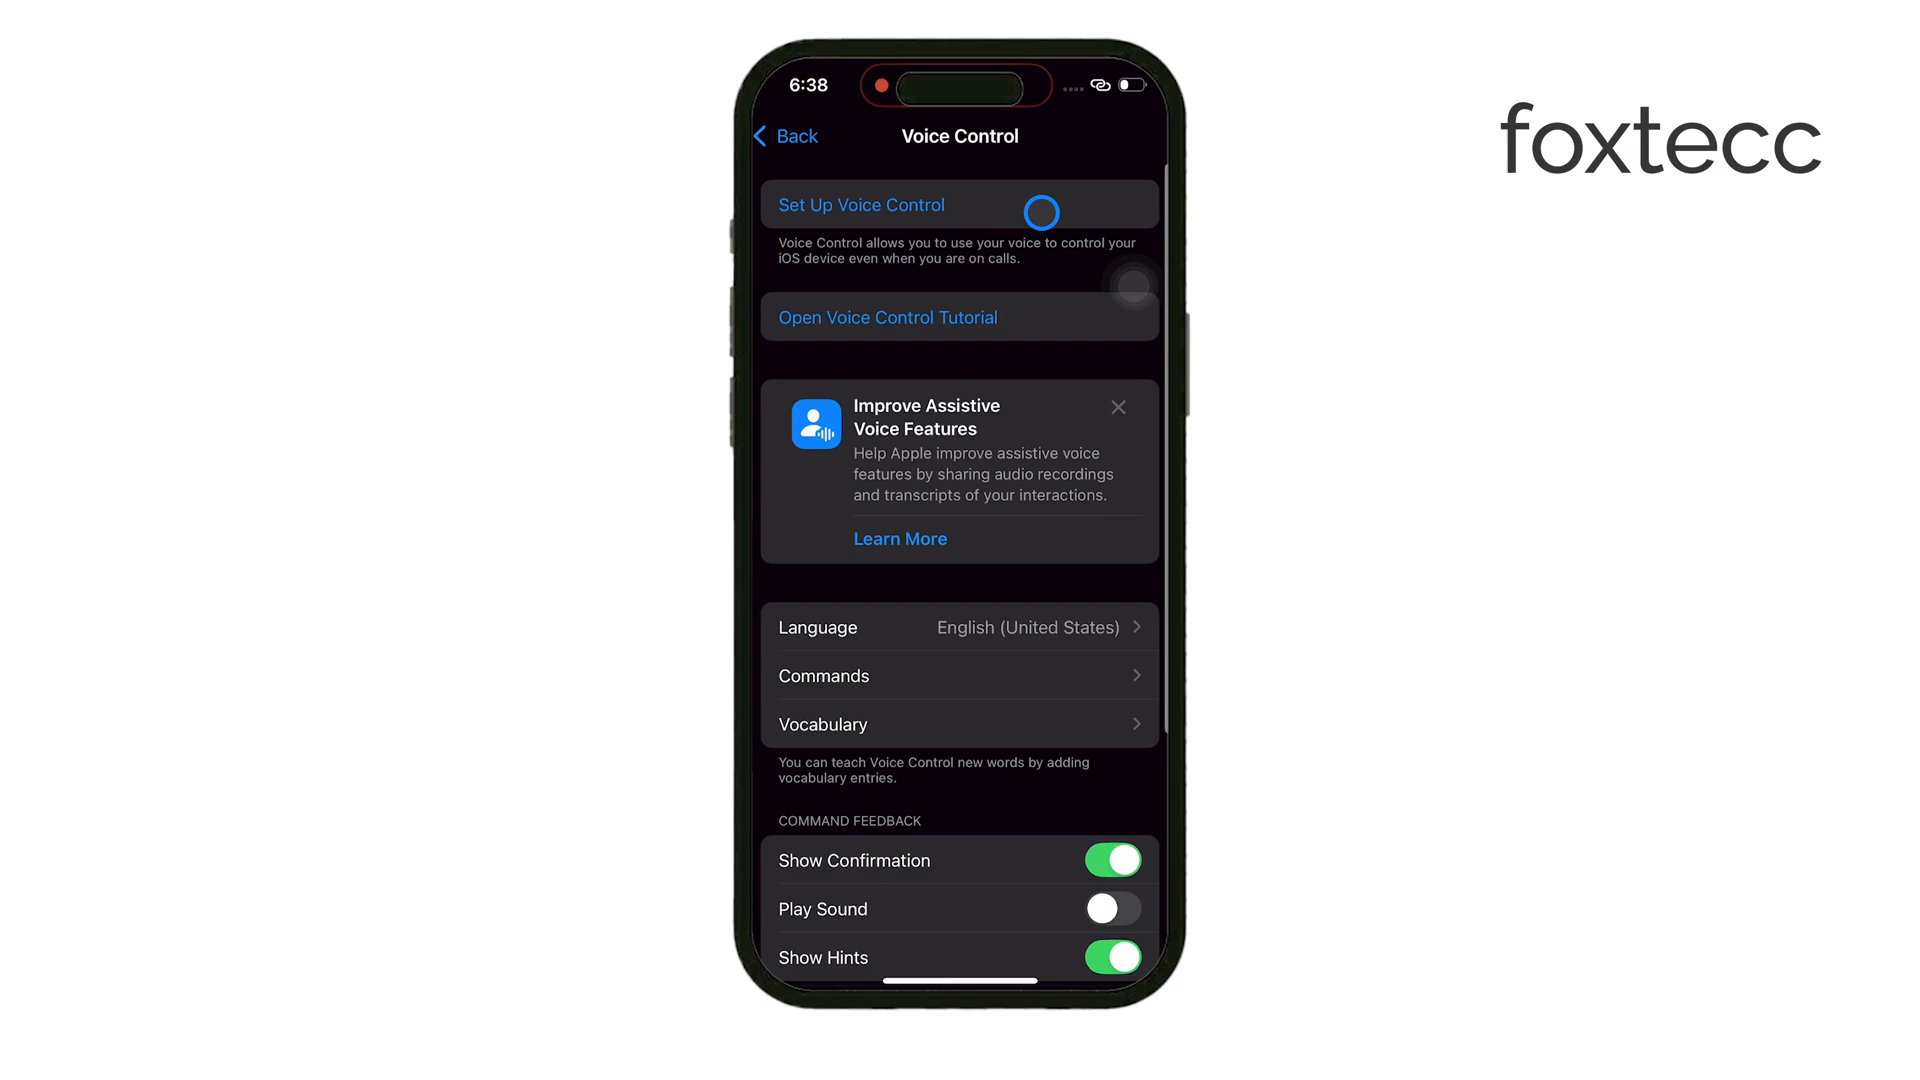 6:38
Back
Voice Control
foxtecc
Set Up Voice Control
Voice Control allows you to use your voice to control your
iOS device even when you are on calls.
Open Voice Control Tutorial
Improve Assistive
Voice Features
Help Apple improve assistive voice
features by sharing audio recordings
and transcripts of your interactions.
Learn More
Language English (United States)
Commands
Vocabulary
You can teach Voice Control new words by adding
vocabulary entries.
COMMAND FEEDBACK
Show Confirmation
Play Sound
Show Hints